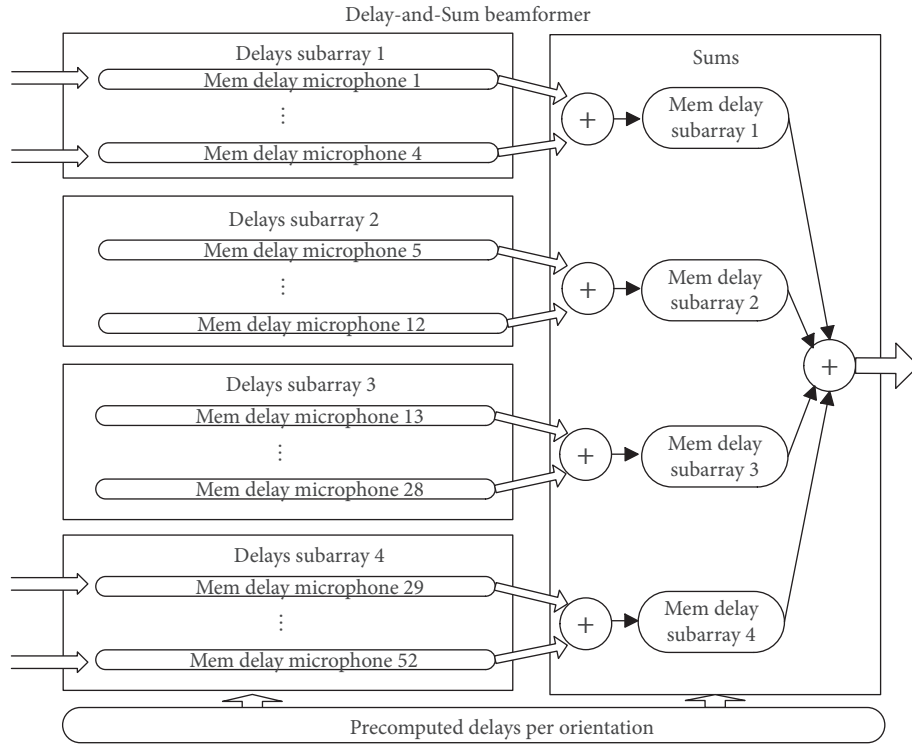 Delay-and-Sum beamformer
Delays subarray 1
Mem delay microphone 1
⋮
Mem delay microphone 4
Delays subarray 2
Mem delay microphone 5
⋮
Mem delay microphone 12
Delays subarray 3
Mem delay microphone 13
⋮
Mem delay microphone 28
Delays subarray 4
Mem delay microphone 29
⋮
Mem delay microphone 52
Sums
+
Mem delay
subarray 1
+
Mem delay
subarray 2
+
Mem delay
subarray 3
+
Mem delay
subarray 4
+
Precomputed delays per orientation